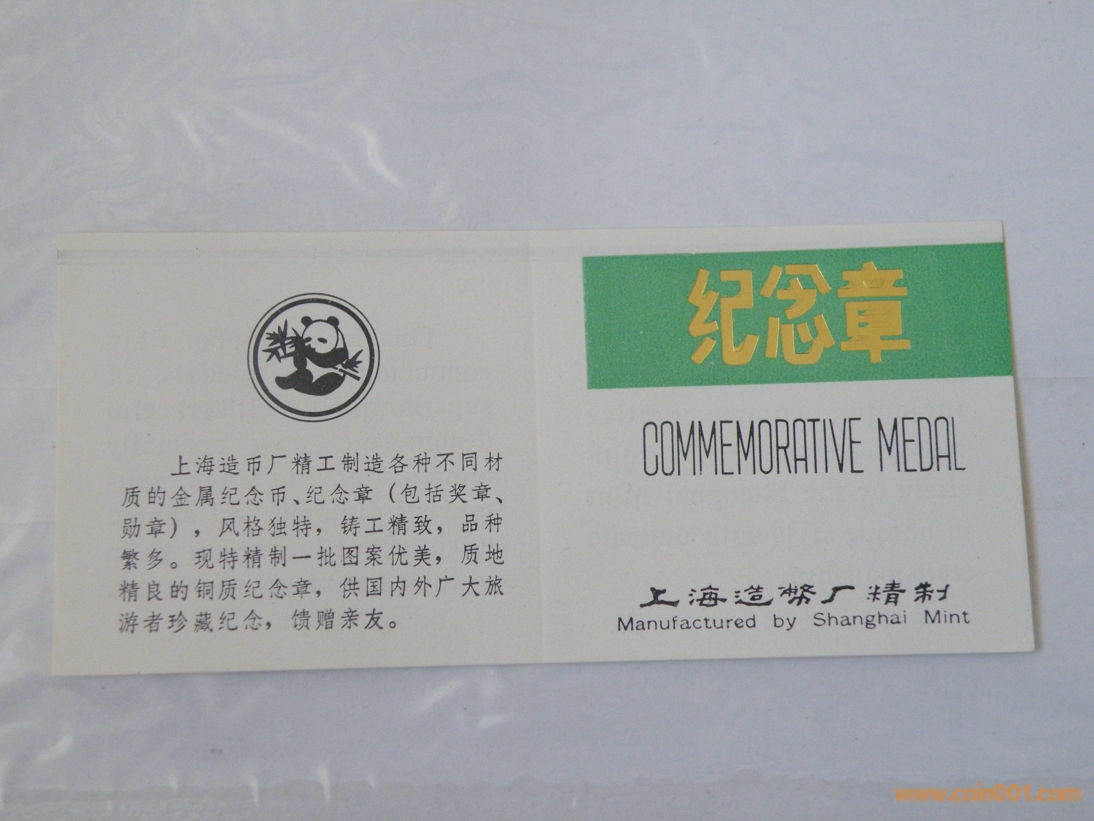 上海造币厂精工制造各种不同材
质的金属纪念币、纪念章（包括奖章、
勋章），风格独特，铸工精致，品种
繁多。现特精制一批图案优美，质地
精良的铜质纪念章，供国内外广大旅
游者珍藏纪念，馈赠亲友。
纪念章
COMMEMORATIVE MEDAL
上海造幣厂精制
Manufactured by Shanghai Mint
www.coin001.com